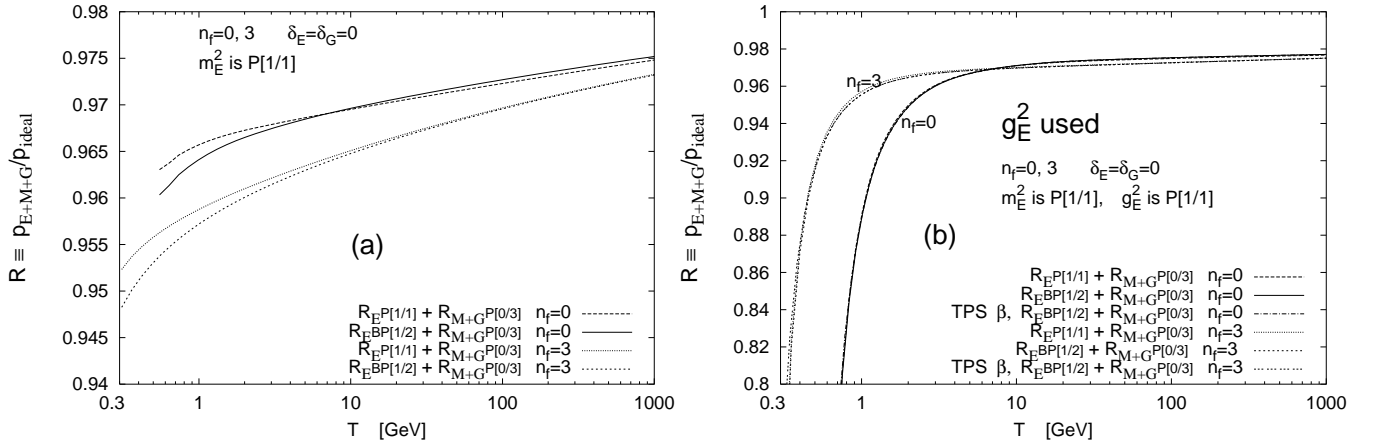 (a)
n_f=0, 3 δ_E=δ_G=0
m_E^2 is P[1/1]
R ≡ p_{E+M+G}/p_{ideal}
0.98
0.975
0.97
0.965
0.96
0.955
0.95
0.945
0.94
R_E P[1/1] + R_{M+G} P[0/3] n_f=0
R_E BP[1/2] + R_{M+G} P[0/3] n_f=0
R_E P[1/1] + R_{M+G} P[0/3] n_f=3
R_E BP[1/2] + R_{M+G} P[0/3] n_f=3
0.3 1 10 100 1000
T [GeV]
R ≡ p_{E+M+G}/p_{ideal}
1
0.98
0.96
0.94
0.92
0.9
0.88
0.86
0.84
0.82
0.8
n_f=3
n_f=0
g_E^2 used
n_f=0, 3 δ_E=δ_G=0
m_E^2 is P[1/1], g_E^2 is P[1/1]
(b)
R_E P[1/1] + R_{M+G} P[0/3] n_f=0
R_E BP[1/2] + R_{M+G} P[0/3] n_f=0
TPS β, R_E BP[1/2] + R_{M+G} P[0/3] n_f=0
R_E P[1/1] + R_{M+G} P[0/3] n_f=3
R_E BP[1/2] + R_{M+G} P[0/3] n_f=3
TPS β, R_E BP[1/2] + R_{M+G} P[0/3] n_f=3
0.3 1 10 100 1000
T [GeV]